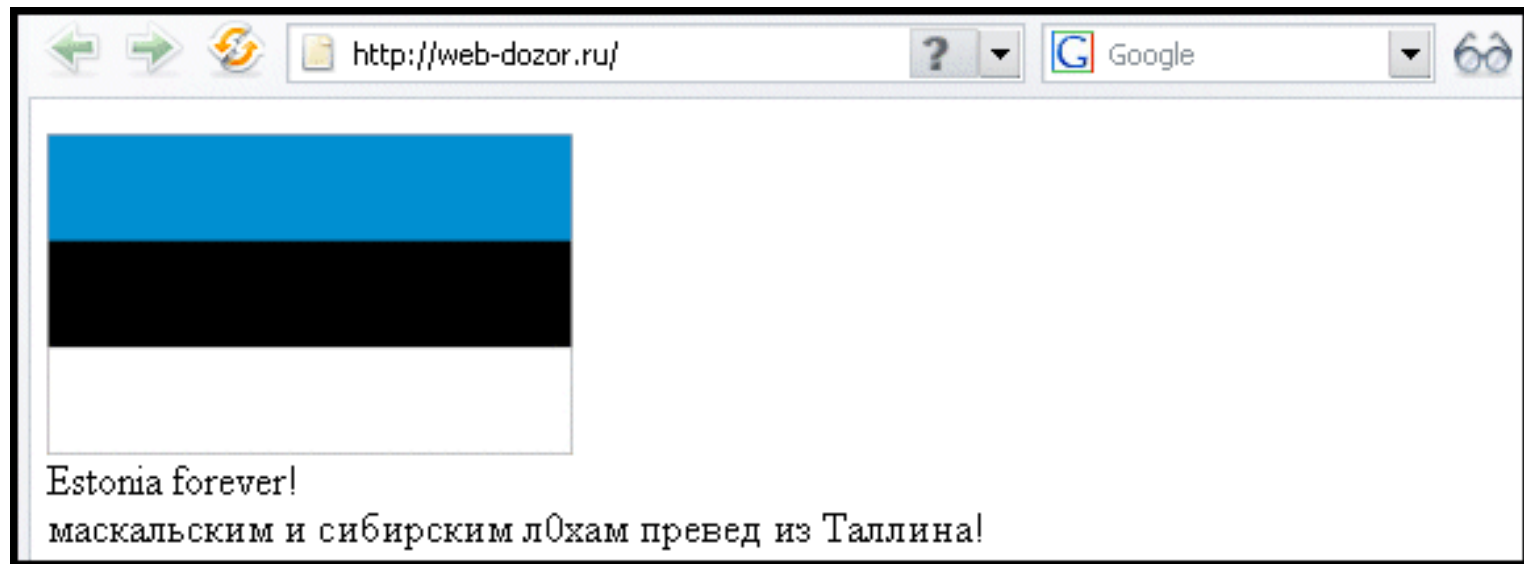 http://web-dozor.ru/ ? G Google
Estonia forever!
маскальским и сибирским л0хам превед из Таллина!